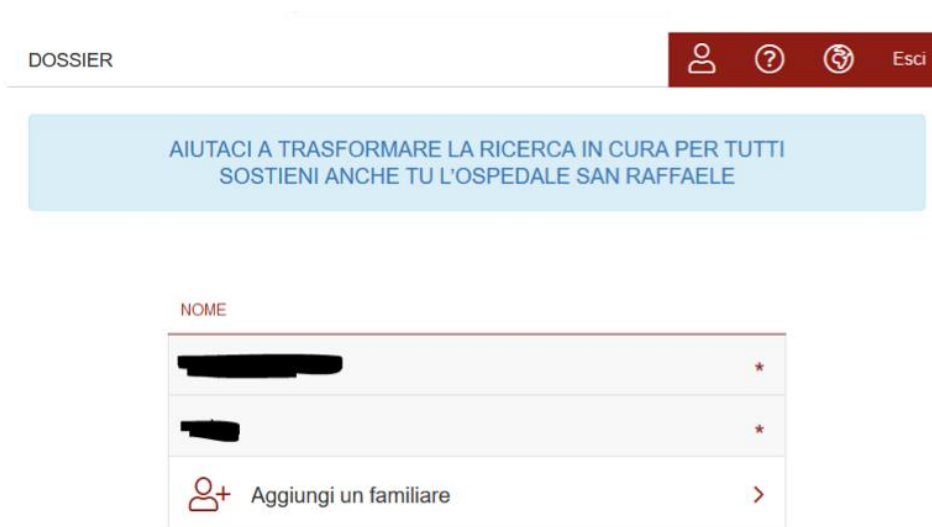 DOSSIER
Esci
AIUTACI A TRASFORMARE LA RICERCA IN CURA PER TUTTI
SOSTIENI ANCHE TU L'OSPEDALE SAN RAFFAELE
NOME
*
*
Aggiungi un familiare